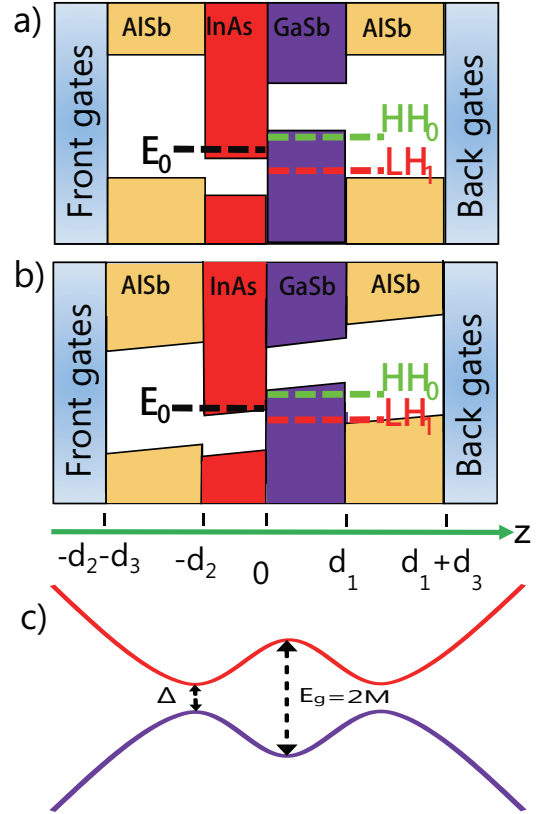 a)
AlSb InAs GaSb AlSb
Front gates
E₀
HH₀
LH₁
Back gates
b)
AlSb InAs GaSb AlSb
Front gates
E₀
HH₀
LH₁
Back gates
z
-d₂-d₃ -d₂ 0 d₁ d₁+d₃
c)
Δ
E_g=2M